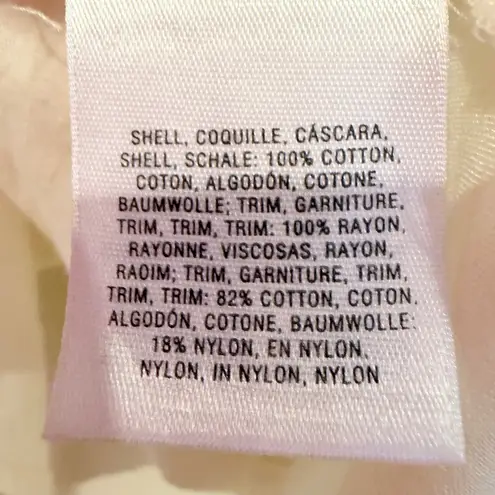 SHELL, COQUILLE, CÁSCARA,
SHELL, SCHALE: 100% COTTON,
COTON, ALGODÓN, COTONE,
BAUMWOLLE; TRIM, GARNITURE,
TRIM, TRIM, TRIM: 100% RAYON,
RAYONNE, VISCOSAS, RAYON,
RAOIM; TRIM, GARNITURE, TRIM,
TRIM, TRIM: 82% COTTON, COTON,
ALGODÓN, COTONE, BAUMWOLLE:
18% NYLON, EN NYLON,
NYLON, IN NYLON, NYLON